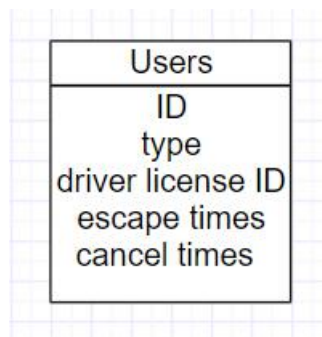 Users
ID
type
driver license ID
escape times
cancel times